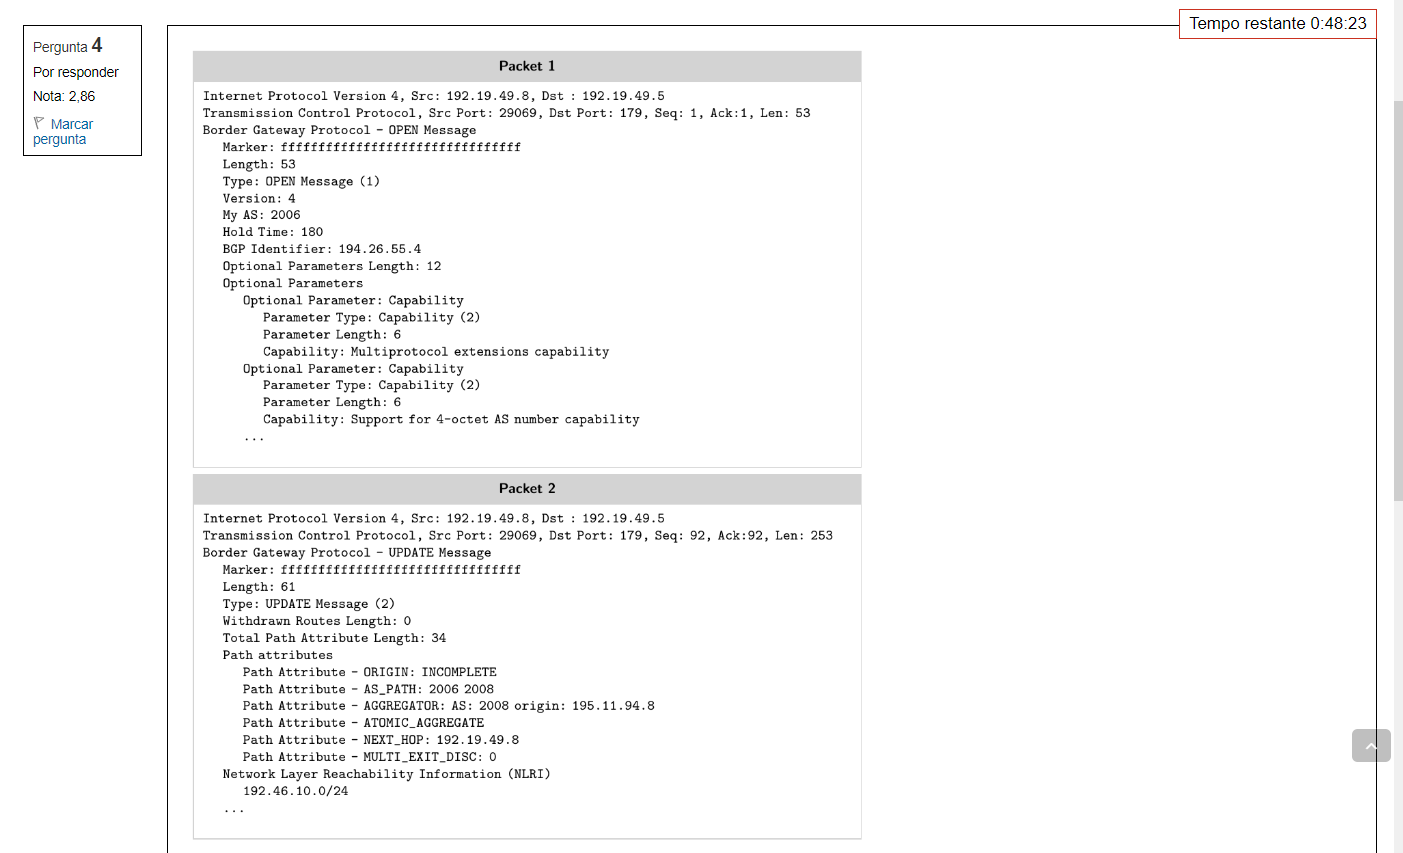 Tempo restante 0:48:23
Pergunta 4
Por responder
Nota: 2,86
Marcar
pergunta
Packet 1
Internet Protocol Version 4, Src: 192.19.49.8, Dst : 192.19.49.5
Transmission Control Protocol, Src Port: 29069, Dst Port: 179, Seq: 1, Ack:1, Len: 53
Border Gateway Protocol - OPEN Message
Marker: ffffffffffffffffffffffffffffffff
Length: 53
Type: OPEN Message (1)
Version: 4
My AS: 2006
Hold Time: 180
BGP Identifier: 194.26.55.4
Optional Parameters Length: 12
Optional Parameters
Optional Parameter: Capability
Parameter Type: Capability (2)
Parameter Length: 6
Capability: Multiprotocol extensions capability
Optional Parameter: Capability
Parameter Type: Capability (2)
Parameter Length: 6
Capability: Support for 4-octet AS number capability
...
Packet 2
Internet Protocol Version 4, Src: 192.19.49.8, Dst : 192.19.49.5
Transmission Control Protocol, Src Port: 29069, Dst Port: 179, Seq: 92, Ack:92, Len: 253
Border Gateway Protocol - UPDATE Message
Marker: ffffffffffffffffffffffffffffffff
Length: 61
Type: UPDATE Message (2)
Withdrawn Routes Length: 0
Total Path Attribute Length: 34
Path attributes
Path Attribute - ORIGIN: INCOMPLETE
Path Attribute - AS_PATH: 2006 2008
Path Attribute - AGGREGATOR: AS: 2008 origin: 195.11.94.8
Path Attribute - ATOMIC_AGGREGATE
Path Attribute - NEXT_HOP: 192.19.49.8
Path Attribute - MULTI_EXIT_DISC: 0
Network Layer Reachability Information (NLRI)
192.46.10.0/24
...